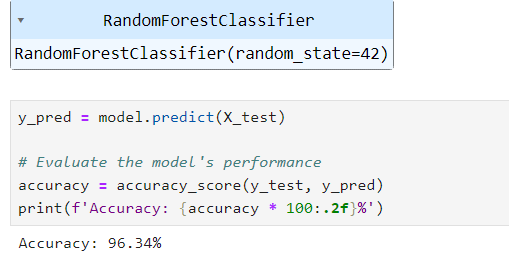 RandomForestClassifier
RandomForestClassifier(random_state=42)
y_pred = model.predict(X_test)
# Evaluate the model's performance
accuracy = accuracy_score(y_test, y_pred)
print(f'Accuracy: {accuracy * 100:.2f}%')
Accuracy: 96.34%